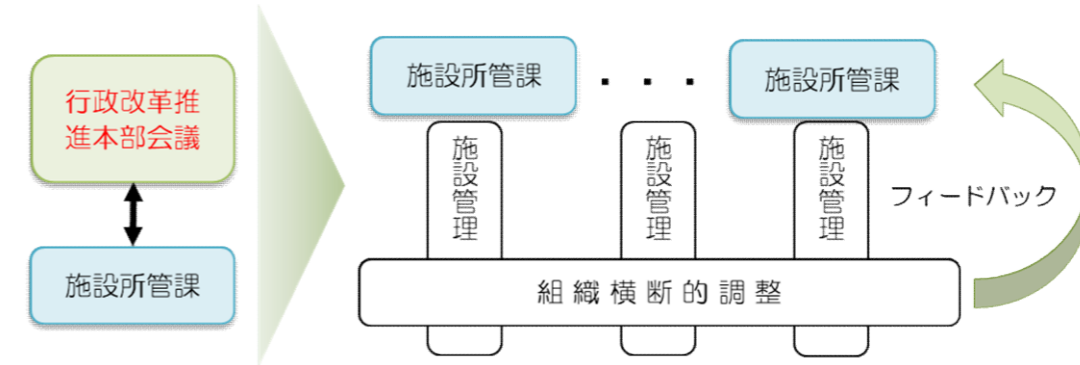 行政改革推
進本部会議
施設所管課
施設所管課
・・・
施設所管課
施設管理
施設管理
施設管理
フィードバック
組織横断的調整